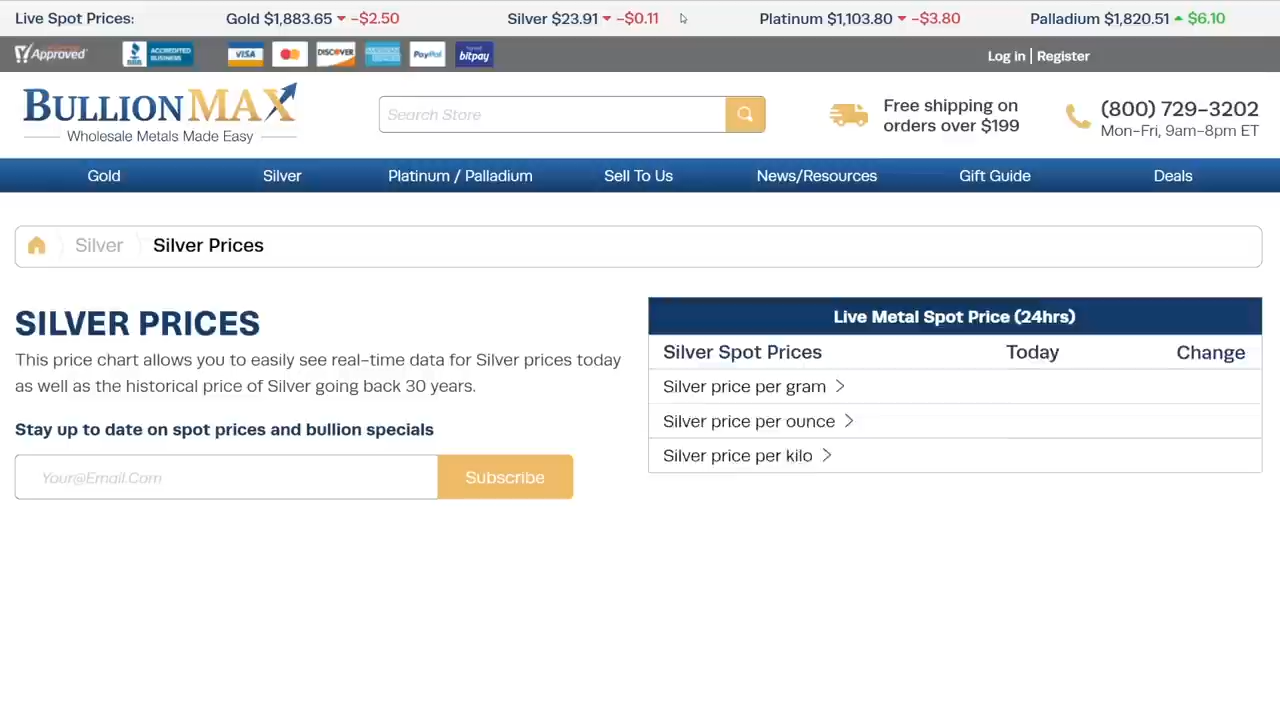 Live Spot Prices: Gold $1,883.65 -$2.50 Silver $23.91 -$0.11 Platinum $1,103.80 -$3.80 Palladium $1,820.51 $6.10
Approved ACCREDITED BUSINESS BBB VISA DISCOVER PayPal bitpay Log in | Register
BULLIONMAX
Wholesale Metals Made Easy
Search Store
Free shipping on
orders over $199
(800) 729-3202
Mon-Fri, 9am-8pm ET
Gold Silver Platinum / Palladium Sell To Us News/Resources Gift Guide Deals
Silver Silver Prices
SILVER PRICES
This price chart allows you to easily see real-time data for Silver prices today
as well as the historical price of Silver going back 30 years.
Stay up to date on spot prices and bullion specials
Your@Email.Com Subscribe
Live Metal Spot Price (24hrs)
Silver Spot Prices Today Change
Silver price per gram
Silver price per ounce
Silver price per kilo